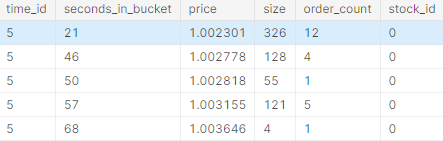 time_id seconds_in_bucket price size order_count stock_id
5 21 1.002301 326 12 0
5 46 1.002778 128 4 0
5 50 1.002818 55 1 0
5 57 1.003155 121 5 0
5 68 1.003646 4 1 0